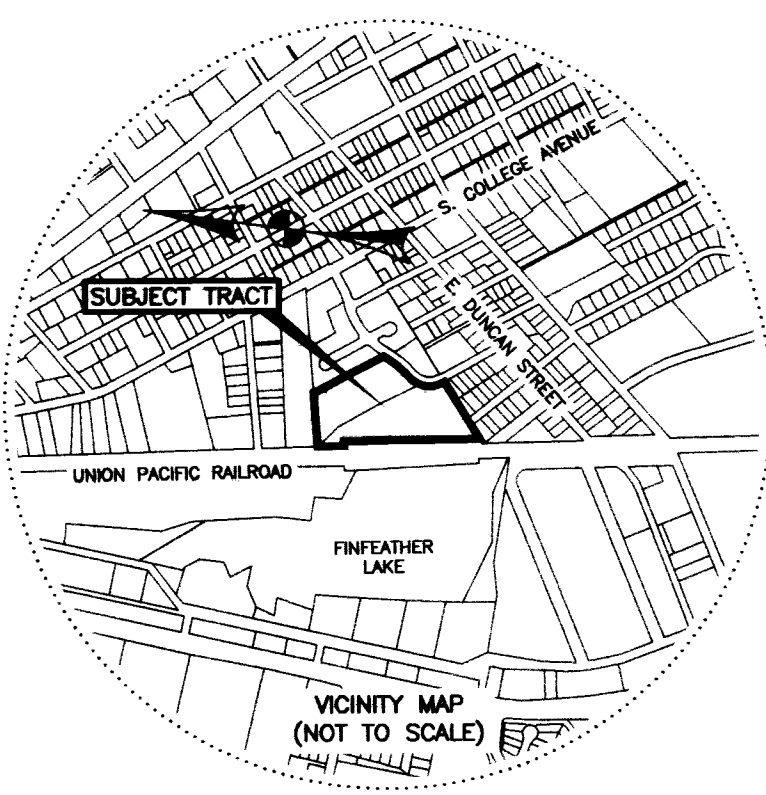 S. COLLEGE AVENUE
SUBJECT TRACT
E. DUNCAN STREET
UNION PACIFIC RAILROAD
FINFEATHER
LAKE
VICINITY MAP
(NOT TO SCALE)